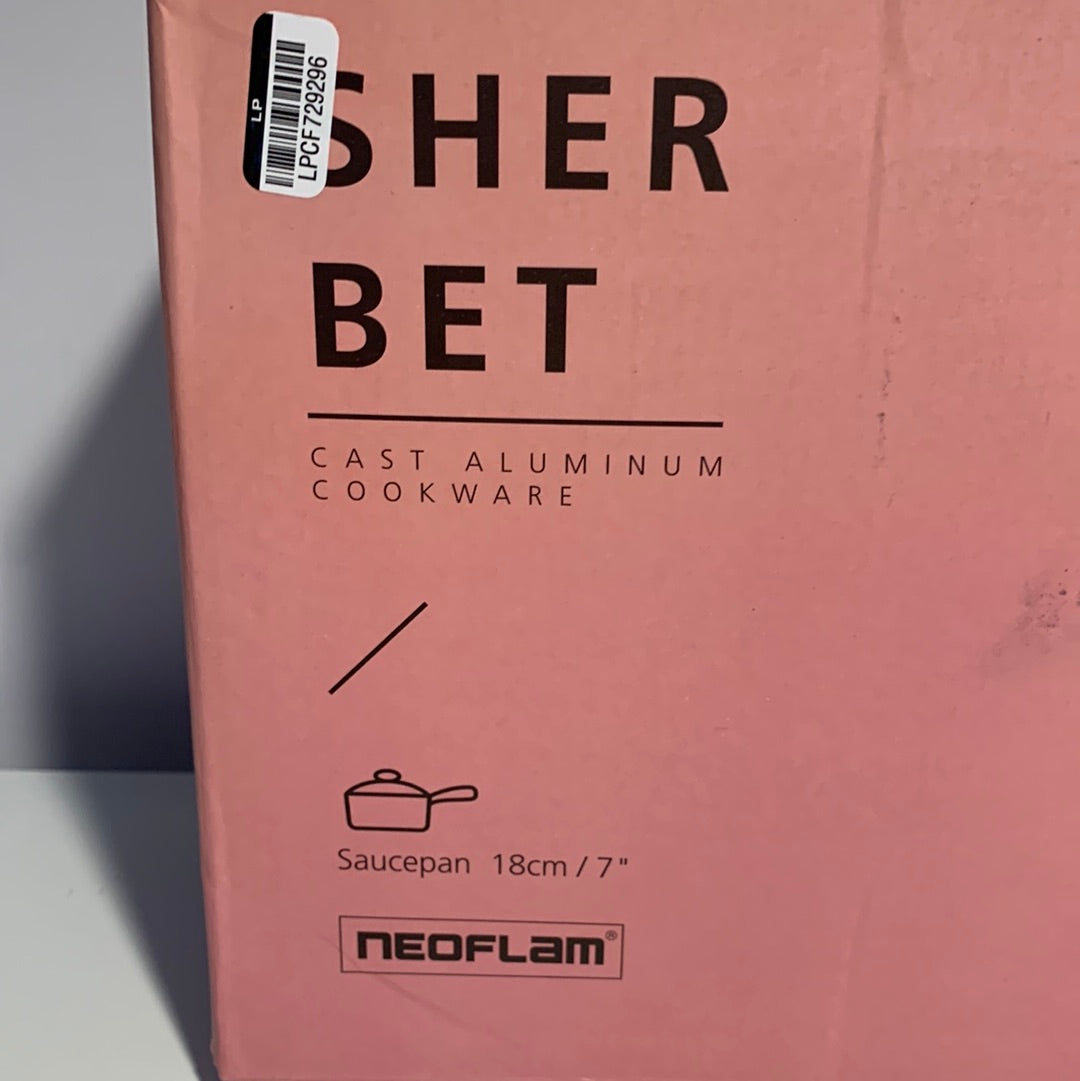 LP
LPCF729296
SHER
BET
CAST ALUMINUM
COOKWARE
Saucepan 18cm / 7"
NEOFLAM®